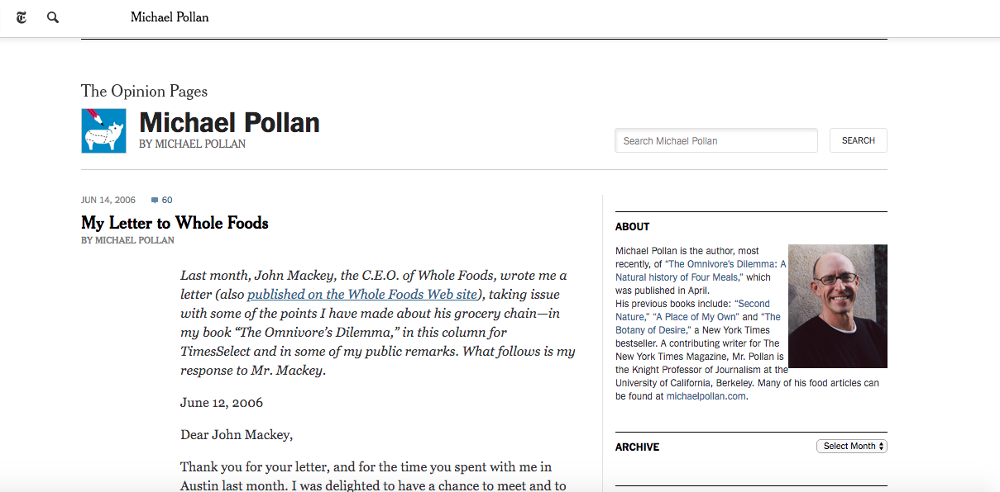 Michael Pollan
The Opinion Pages
Michael Pollan
BY MICHAEL POLLAN
Search Michael Pollan
SEARCH
JUN 14, 2006 60
My Letter to Whole Foods
BY MICHAEL POLLAN
Last month, John Mackey, the C.E.O. of Whole Foods, wrote me a
letter (also published on the Whole Foods Web site), taking issue
with some of the points I have made about his grocery chain—in
my book “The Omnivore’s Dilemma,” in this column for
TimesSelect and in some of my public remarks. What follows is my
response to Mr. Mackey.
June 12, 2006
Dear John Mackey,
Thank you for your letter, and for the time you spent with me in
Austin last month. I was delighted to have a chance to meet and to
ABOUT
Michael Pollan is the author, most
recently, of “The Omnivore’s Dilemma: A
Natural history of Four Meals,” which
was published in April.
His previous books include: “Second
Nature,” “A Place of My Own” and “The
Botany of Desire,” a New York Times
bestseller. A contributing writer for The
New York Times Magazine, Mr. Pollan is
the Knight Professor of Journalism at the
University of California, Berkeley. Many of his food articles can
be found at michaelpollan.com.
ARCHIVE
Select Month